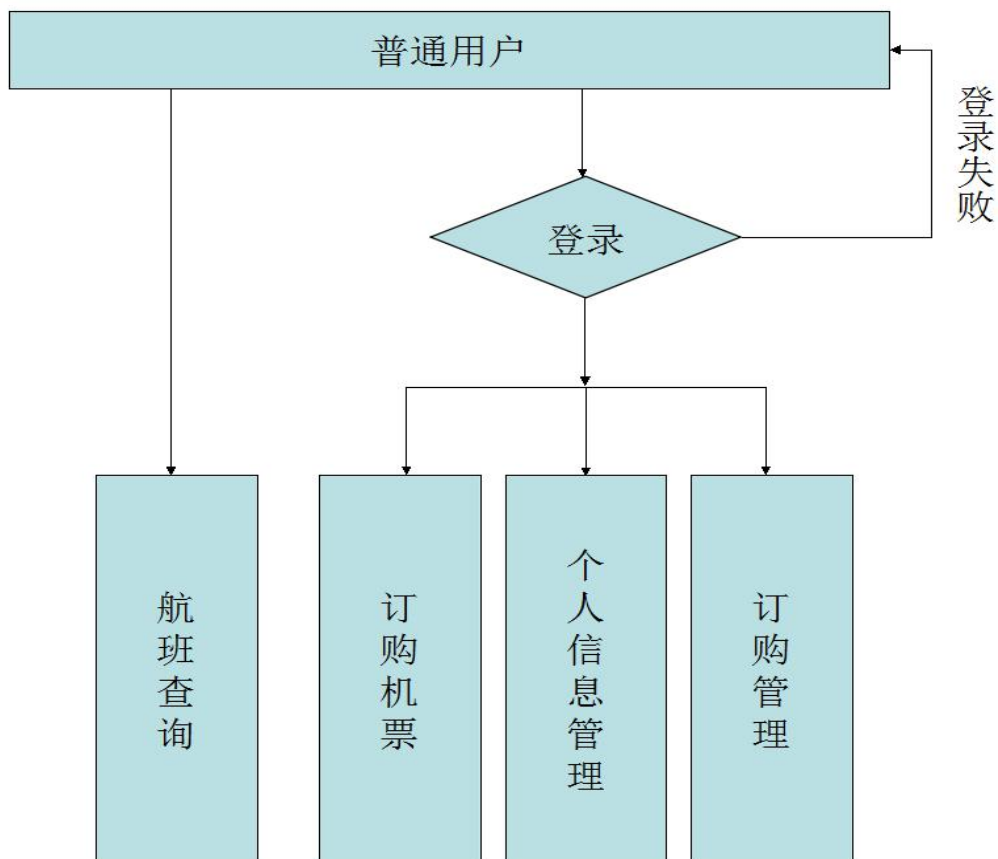 普通用户
登录失败
登录
航班查询
订购机票
个人信息管理
订购管理